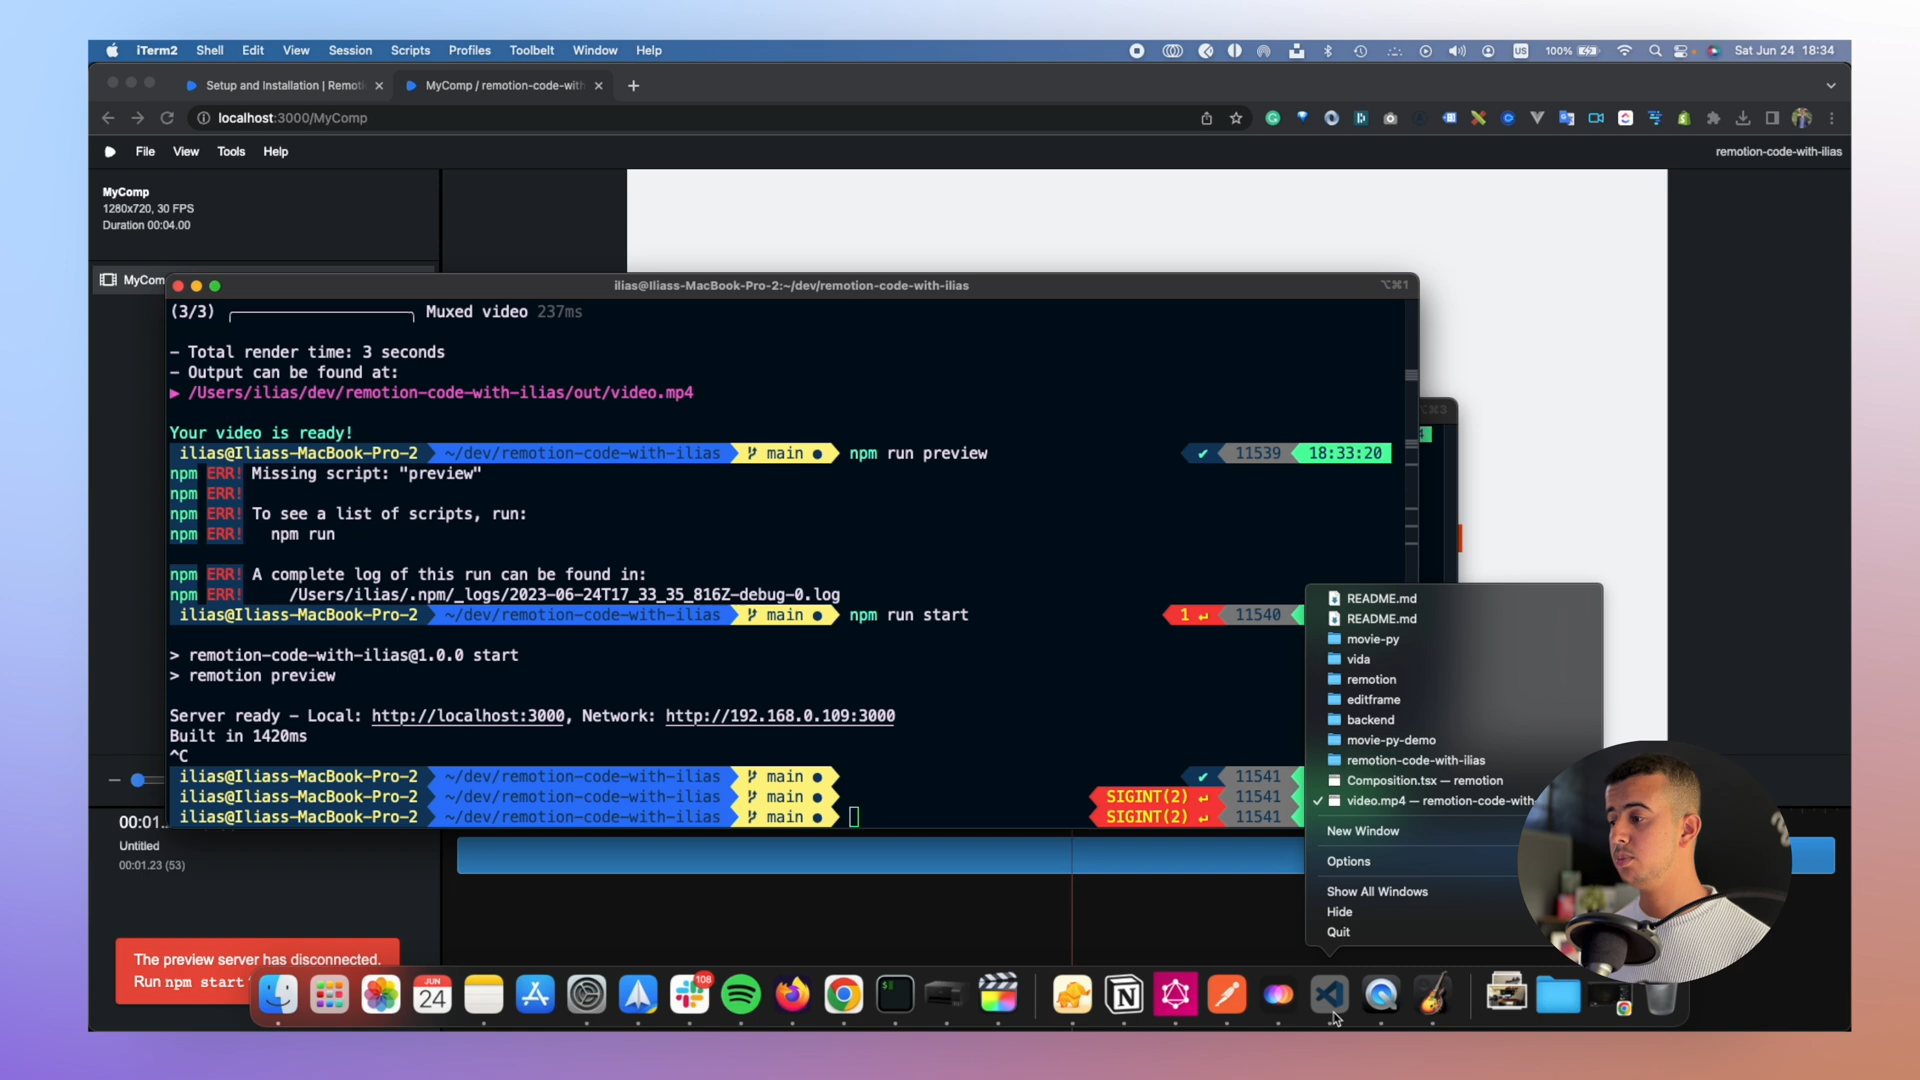 iTerm2 Shell Edit View Session Scripts Profiles Toolbelt Window Help
US 100% Sat Jun 24 18:34
Setup and Installation | Remoti
MyComp / remotion-code-with
localhost:3000/MyComp
File View Tools Help
remotion-code-with-ilias
MyComp
1280x720, 30 FPS
Duration 00:04.00
MyCom
ilias@Iliass-MacBook-Pro-2:~/dev/remotion-code-with-ilias
⌥⌘1
(3/3) Muxed video 237ms
⌥⌘3
– Total render time: 3 seconds
– Output can be found at:
▶ /Users/ilias/dev/remotion-code-with-ilias/out/video.mp4
Your video is ready!
ilias@Iliass-MacBook-Pro-2 ~/dev/remotion-code-with-ilias main ● npm run preview ✔ 11539 18:33:20
npm ERR! Missing script: "preview"
npm ERR!
npm ERR! To see a list of scripts, run:
npm ERR! npm run
npm ERR! A complete log of this run can be found in:
npm ERR! /Users/ilias/.npm/_logs/2023-06-24T17_33_35_816Z-debug-0.log
ilias@Iliass-MacBook-Pro-2 ~/dev/remotion-code-with-ilias main ● npm run start 1 ↵ 11540
> remotion-code-with-ilias@1.0.0 start
> remotion preview
Server ready – Local: http://localhost:3000, Network: http://192.168.0.109:3000
Built in 1420ms
^C
ilias@Iliass-MacBook-Pro-2 ~/dev/remotion-code-with-ilias main ● ✔ 11541
ilias@Iliass-MacBook-Pro-2 ~/dev/remotion-code-with-ilias main ● SIGINT(2) ↵ 11541
ilias@Iliass-MacBook-Pro-2 ~/dev/remotion-code-with-ilias main ● SIGINT(2) ↵ 11541
README.md
README.md
movie-py
vida
remotion
editframe
backend
movie-py-demo
remotion-code-with-ilias
Composition.tsx — remotion
✓ video.mp4 — remotion-code-with-
New Window
Options
Show All Windows
Hide
Quit
00:01.
Untitled
00:01.23 (53)
The preview server has disconnected.
Run npm start
JUN
24
108